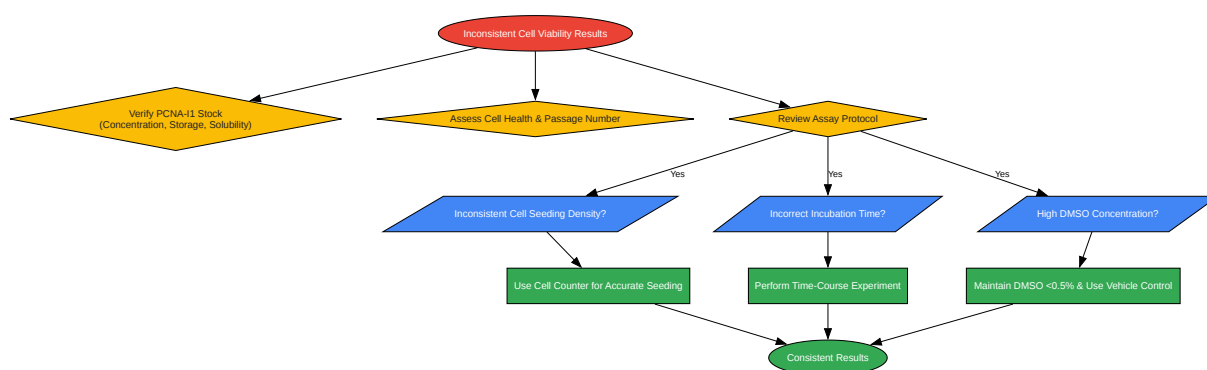 Inconsistent Cell Viability Results
Verify PCNA-I1 Stock
(Concentration, Storage, Solubility)
Assess Cell Health & Passage Number
Review Assay Protocol
Yes
Yes
Yes
Inconsistent Cell Seeding Density?
Incorrect Incubation Time?
High DMSO Concentration?
Use Cell Counter for Accurate Seeding
Perform Time-Course Experiment
Maintain DMSO <0.5% & Use Vehicle Control
Consistent Results